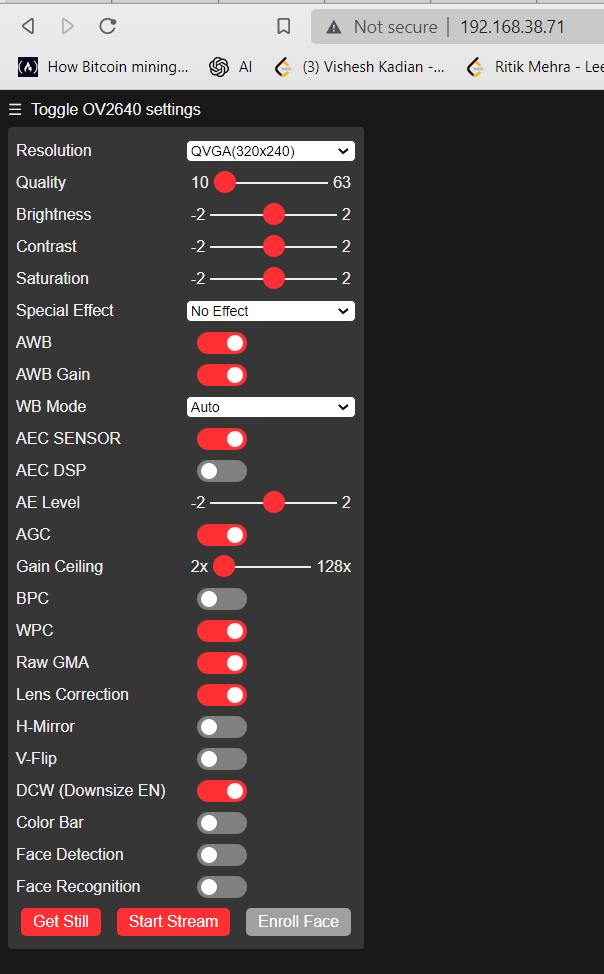 Not secure | 192.168.38.71
How Bitcoin mining... AI (3) Vishesh Kadian -... Ritik Mehra - Lee
☰ Toggle OV2640 settings
Resolution QVGA(320x240)
Quality 10 63
Brightness -2 2
Contrast -2 2
Saturation -2 2
Special Effect No Effect
AWB
AWB Gain
WB Mode Auto
AEC SENSOR
AEC DSP
AE Level -2 2
AGC
Gain Ceiling 2x 128x
BPC
WPC
Raw GMA
Lens Correction
H-Mirror
V-Flip
DCW (Downsize EN)
Color Bar
Face Detection
Face Recognition
Get Still Start Stream Enroll Face